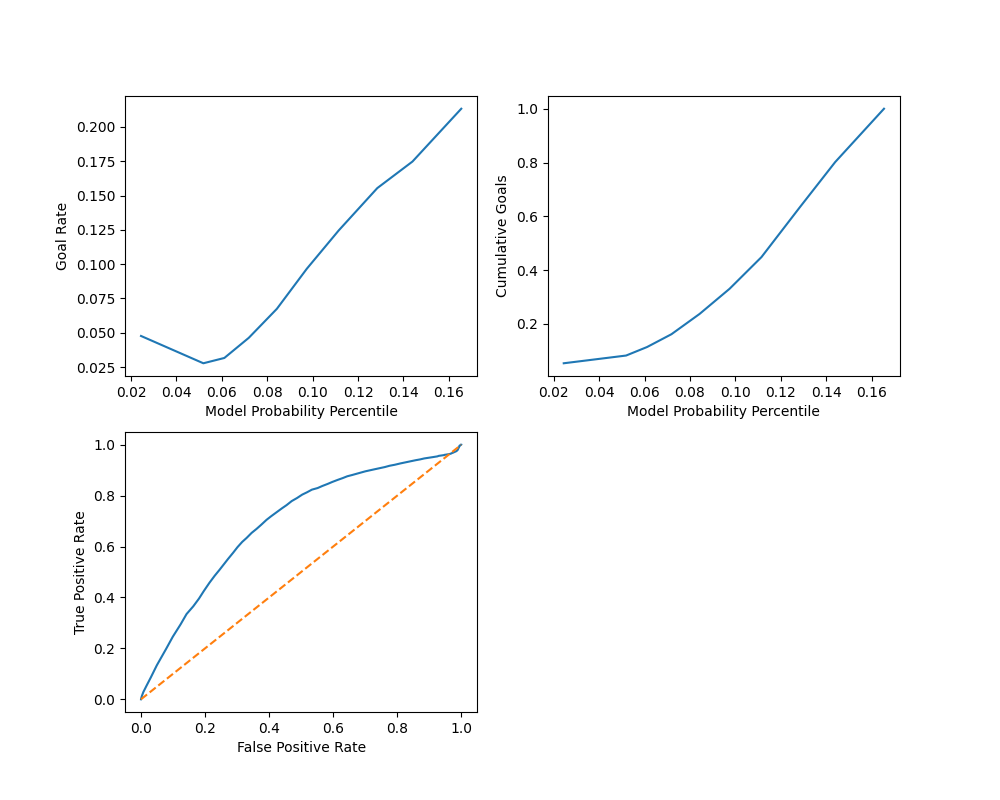 0.200
0.175
0.150
0.125
0.100
0.075
0.050
0.025
Goal Rate
0.02 0.04 0.06 0.08 0.10 0.12 0.14 0.16
Model Probability Percentile
1.0
0.8
0.6
0.4
0.2
Cumulative Goals
0.02 0.04 0.06 0.08 0.10 0.12 0.14 0.16
Model Probability Percentile
1.0
0.8
0.6
0.4
0.2
0.0
True Positive Rate
0.0 0.2 0.4 0.6 0.8 1.0
False Positive Rate